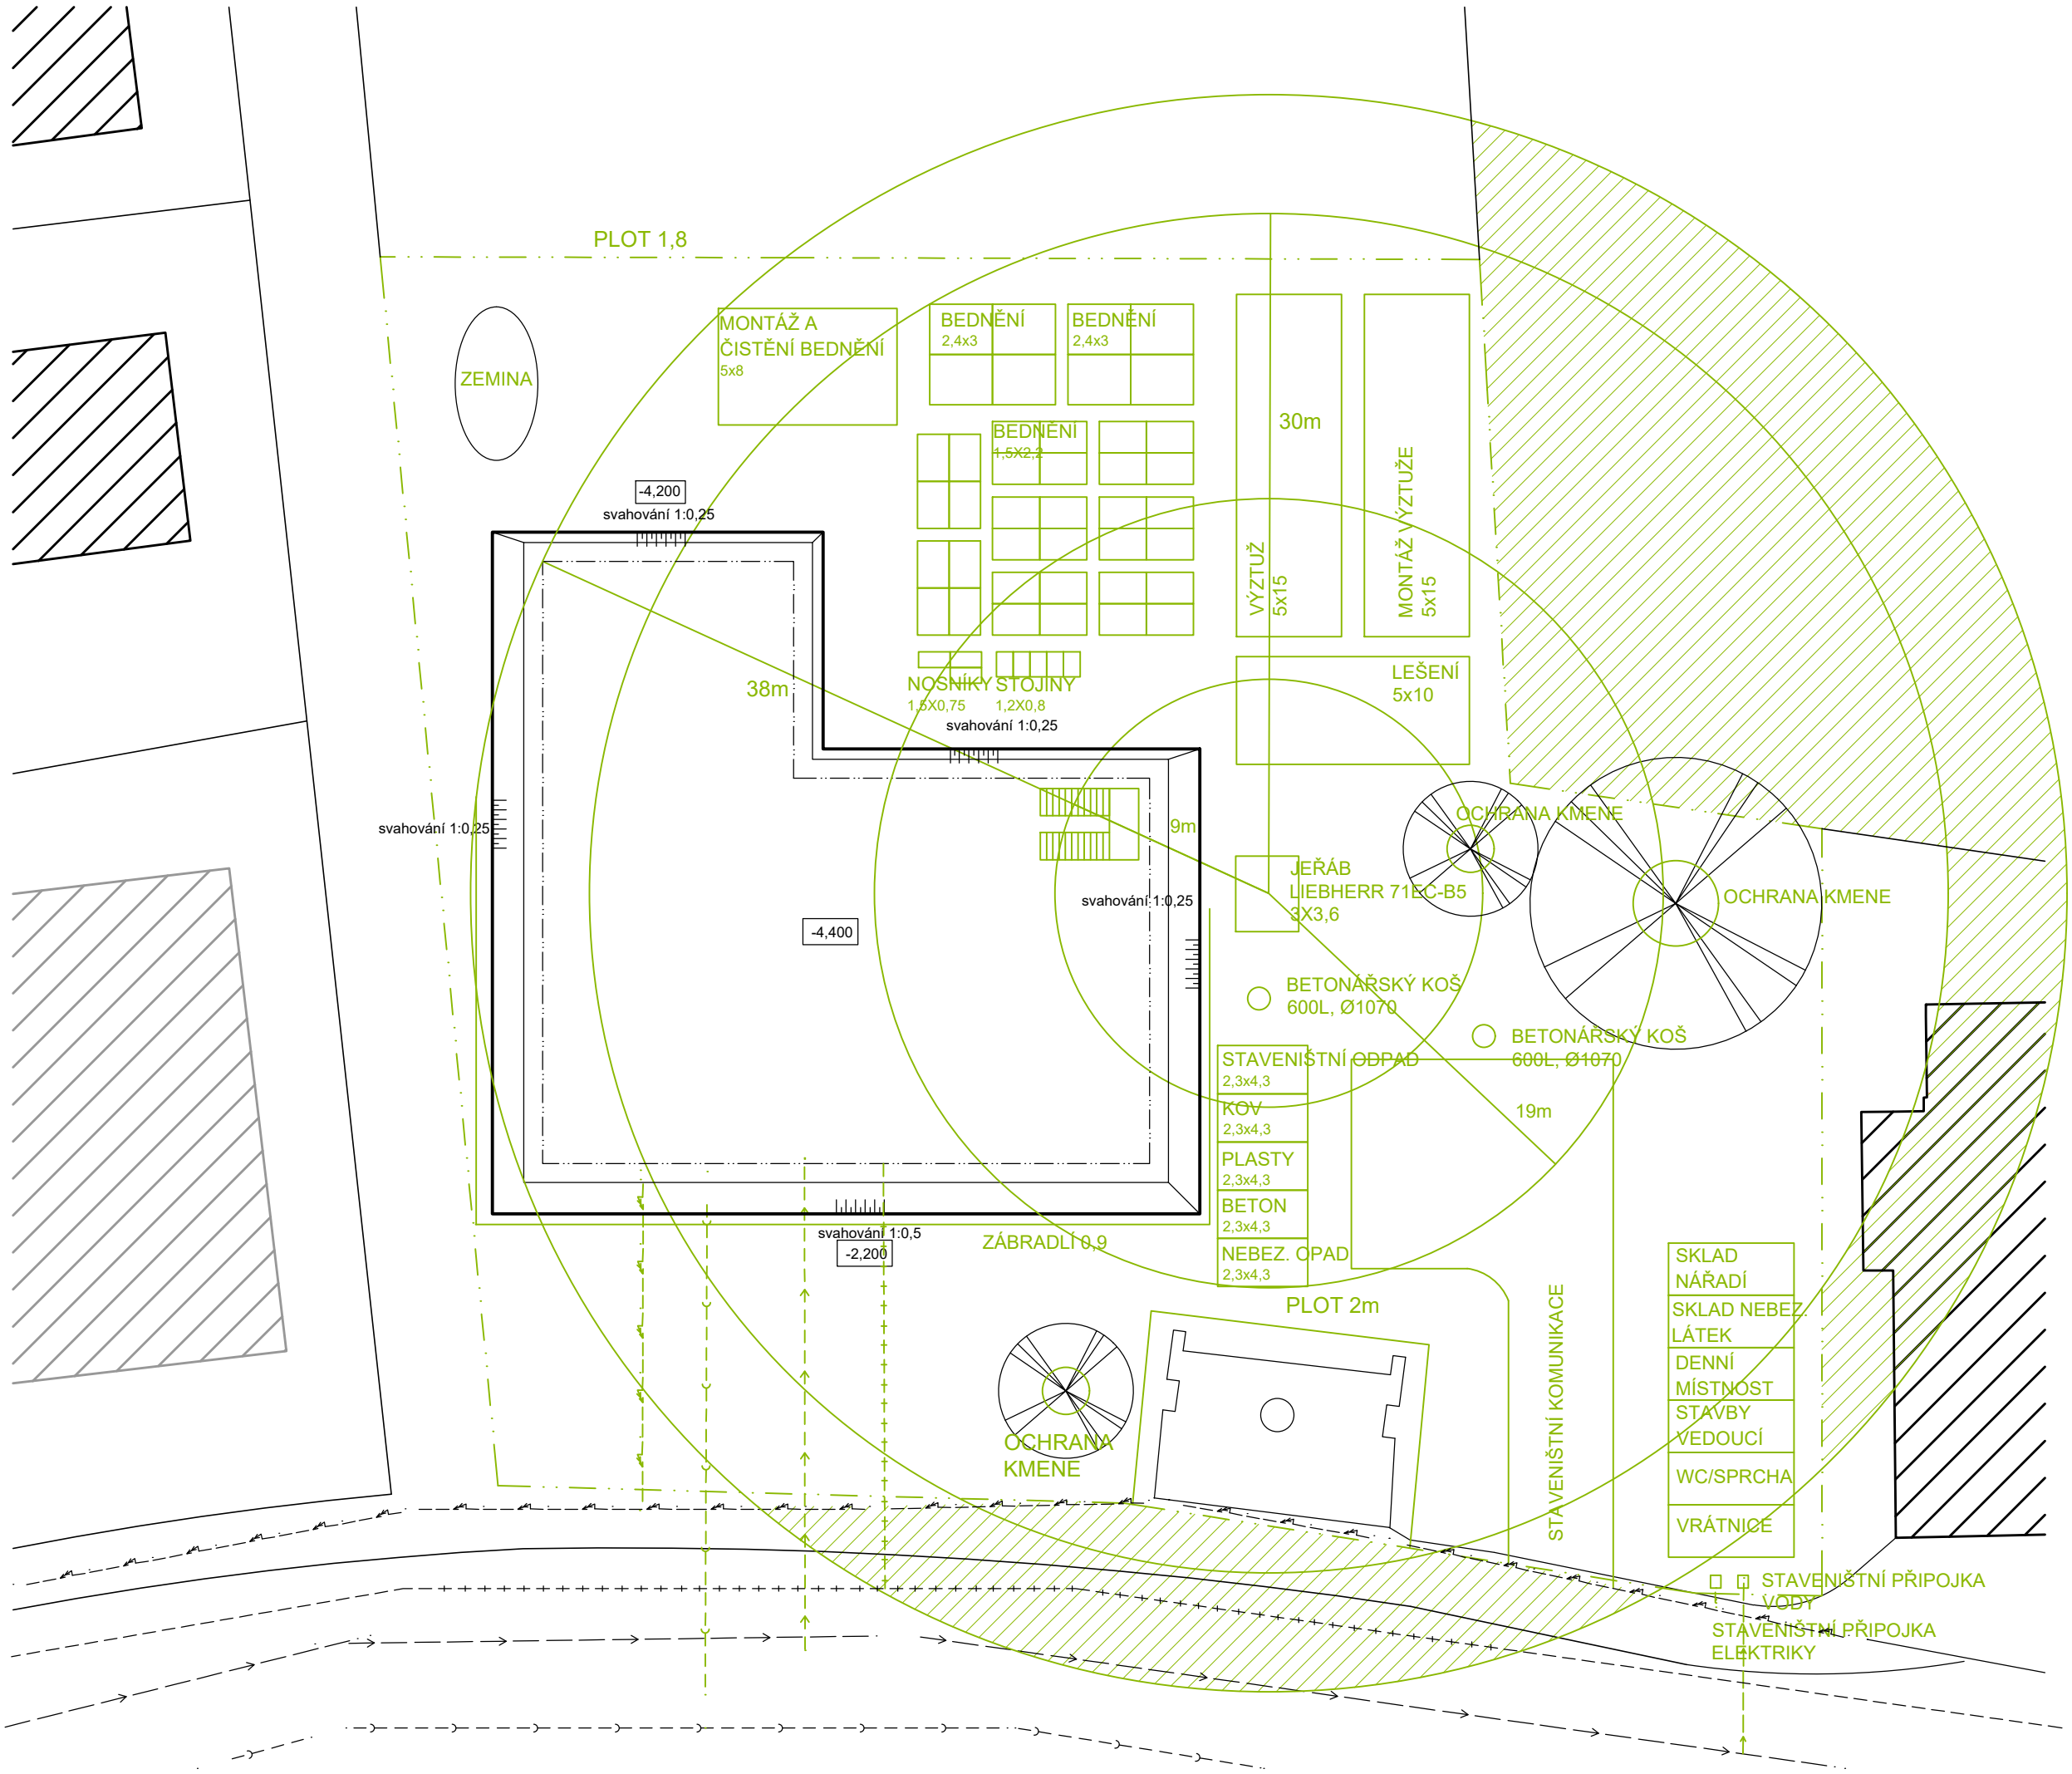 PLOT 1,8
MONTÁŽ A
ČISTĚNÍ BEDNĚNÍ
5x8
BEDNĚNÍ
2,4x3
BEDNĚNÍ
2,4x3
ZEMINA
30m
BEDNĚNÍ
1,5X2,2
-4,200
svahování 1:0,25
VÝZTUŽ
5x15
MONTÁŽ VÝZTUŽE
5x15
38m
NOSNÍKY
1,5X0,75
STOJINY
1,2X0,8
svahování 1:0,25
LEŠENÍ
5x10
svahování 1:0,25
9m
OCHRANA KMENE
JEŘÁB
LIEBHERR 71EC-B5
3X3,6
OCHRANA KMENE
svahování 1:0,25
-4,400
BETONÁŘSKÝ KOŠ
600L, Ø1070
BETONÁŘSKÝ KOŠ
600L, Ø1070
STAVENIŠTNÍ ODPAD
2,3x4,3
KOV
2,3x4,3
PLASTY
2,3x4,3
BETON
2,3x4,3
NEBEZ. OPAD
2,3x4,3
19m
svahování 1:0,5
-2,200
ZÁBRADLÍ 0,9
PLOT 2m
OCHRANA
KMENE
STAVENIŠTNÍ KOMUNIKACE
SKLAD
NÁŘADÍ
SKLAD NEBEZ.
LÁTEK
DENNÍ
MÍSTNOST
STAVBY
VEDOUCÍ
WC/SPRCHA
VRÁTNICE
STAVENIŠTNÍ PŘIPOJKA
VODY
STAVENIŠTNÍ PŘIPOJKA
ELEKTRIKY